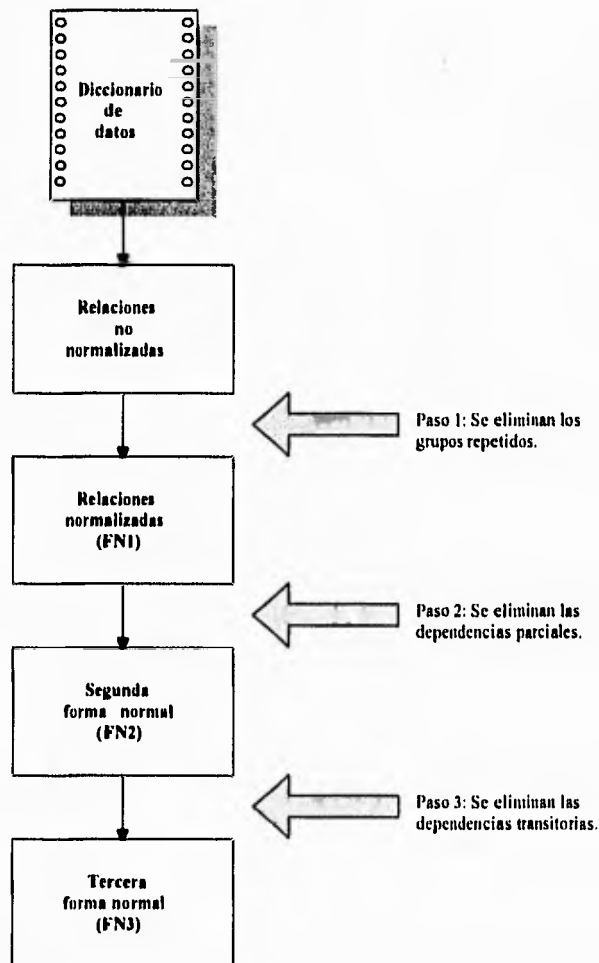 Diccionario
de
datos
Relaciones
no
normalizadas
Paso 1: Se eliminan los
grupos repetidos.
Relaciones
normalizadas
(FN1)
Paso 2: Se eliminan las
dependencias parciales.
Segunda
forma normal
(FN2)
Paso 3: Se eliminan las
dependencias transitorias.
Tercera
forma normal
(FN3)